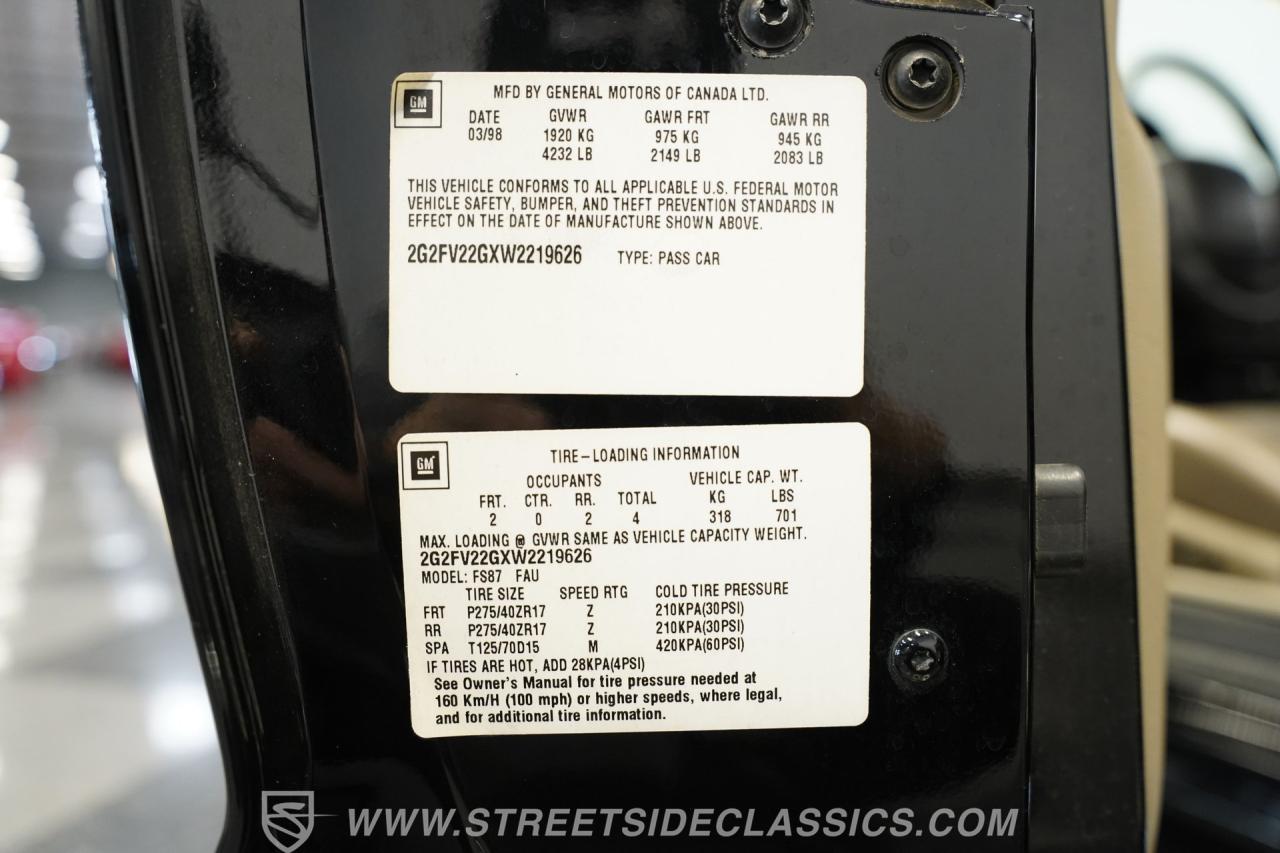 GM
MFD BY GENERAL MOTORS OF CANADA LTD.
DATE GVWR GAWR FRT GAWR RR
03/98 1920 KG 975 KG 945 KG
4232 LB 2149 LB 2083 LB
THIS VEHICLE CONFORMS TO ALL APPLICABLE U.S. FEDERAL MOTOR
VEHICLE SAFETY, BUMPER, AND THEFT PREVENTION STANDARDS IN
EFFECT ON THE DATE OF MANUFACTURE SHOWN ABOVE.
2G2FV22GXW2219626 TYPE: PASS CAR
GM
TIRE-LOADING INFORMATION
OCCUPANTS VEHICLE CAP. WT.
FRT. CTR. RR. TOTAL KG LBS
2 0 2 4 318 701
MAX. LOADING @ GVWR SAME AS VEHICLE CAPACITY WEIGHT.
2G2FV22GXW2219626
MODEL: FS87 FAU
TIRE SIZE SPEED RTG COLD TIRE PRESSURE
FRT P275/40ZR17 Z 210KPA(30PSI)
RR P275/40ZR17 Z 210KPA(30PSI)
SPA T125/70D15 M 420KPA(60PSI)
IF TIRES ARE HOT, ADD 28KPA(4PSI)
See Owner's Manual for tire pressure needed at
160 Km/H (100 mph) or higher speeds, where legal,
and for additional tire information.
WWW.STREETSIDECLASSICS.COM